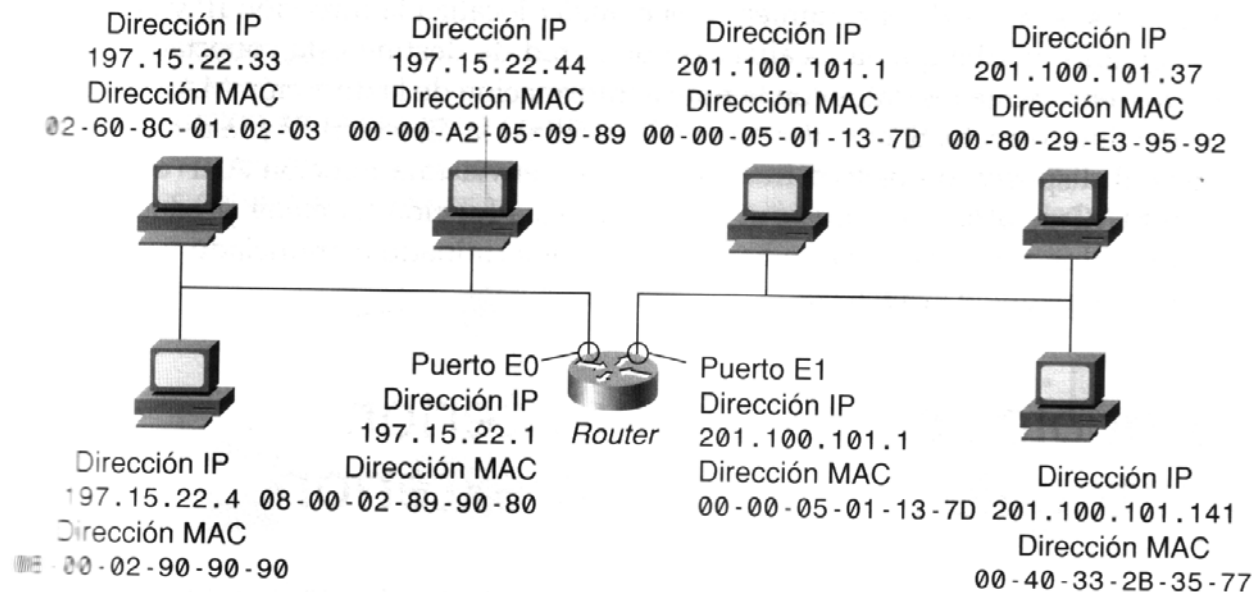 Dirección IP
197.15.22.33
Dirección MAC
02-60-8C-01-02-03
Dirección IP
197.15.22.44
Dirección MAC
00-00-A2-05-09-89
Dirección IP
201.100.101.1
Dirección MAC
00-00-05-01-13-7D
Dirección IP
201.100.101.37
Dirección MAC
00-80-29-E3-95-92
Puerto E0
Dirección IP
197.15.22.1
Dirección MAC
08-00-02-89-90-80
Router
Puerto E1
Dirección IP
201.100.101.1
Dirección MAC
00-00-05-01-13-7D
Dirección IP
197.15.22.4
Dirección MAC
-00-02-90-90-90
Dirección IP
201.100.101.141
Dirección MAC
00-40-33-2B-35-77